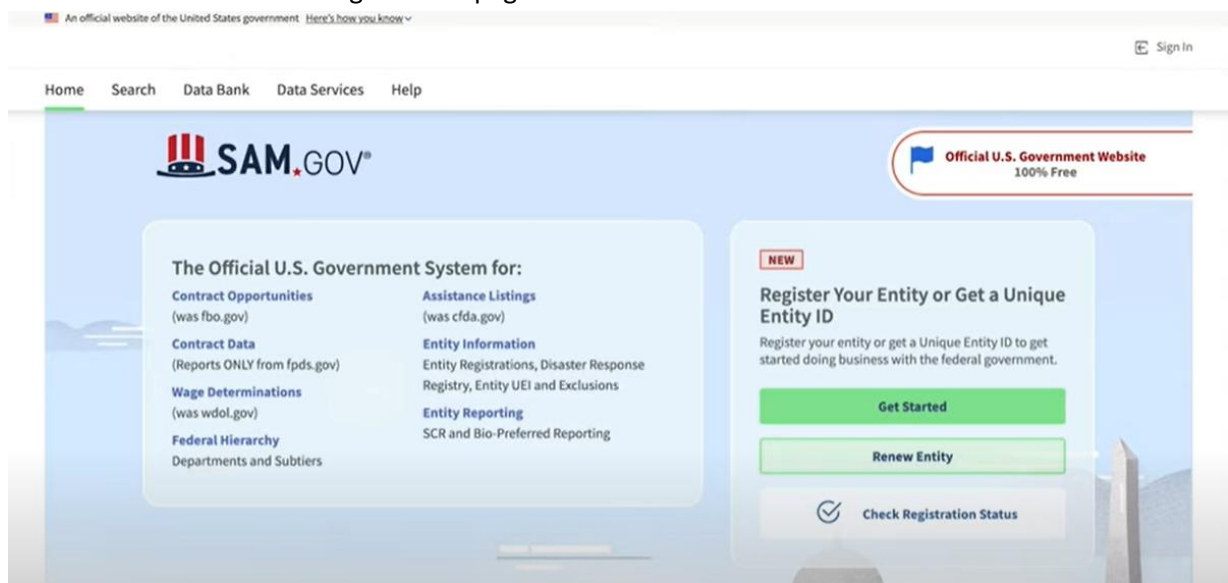 An official website of the United States government Here's how you know
Sign In
Home Search Data Bank Data Services Help
SAM.GOV®
Official U.S. Government Website
100% Free
The Official U.S. Government System for:
Contract Opportunities
(was fbo.gov)
Contract Data
(Reports ONLY from fpds.gov)
Wage Determinations
(was wdol.gov)
Federal Hierarchy
Departments and Subtiers
Assistance Listings
(was cfda.gov)
Entity Information
Entity Registrations, Disaster Response
Registry, Entity UEI and Exclusions
Entity Reporting
SCR and Bio-Preferred Reporting
NEW
Register Your Entity or Get a Unique
Entity ID
Register your entity or get a Unique Entity ID to get
started doing business with the federal government.
Get Started
Renew Entity
Check Registration Status